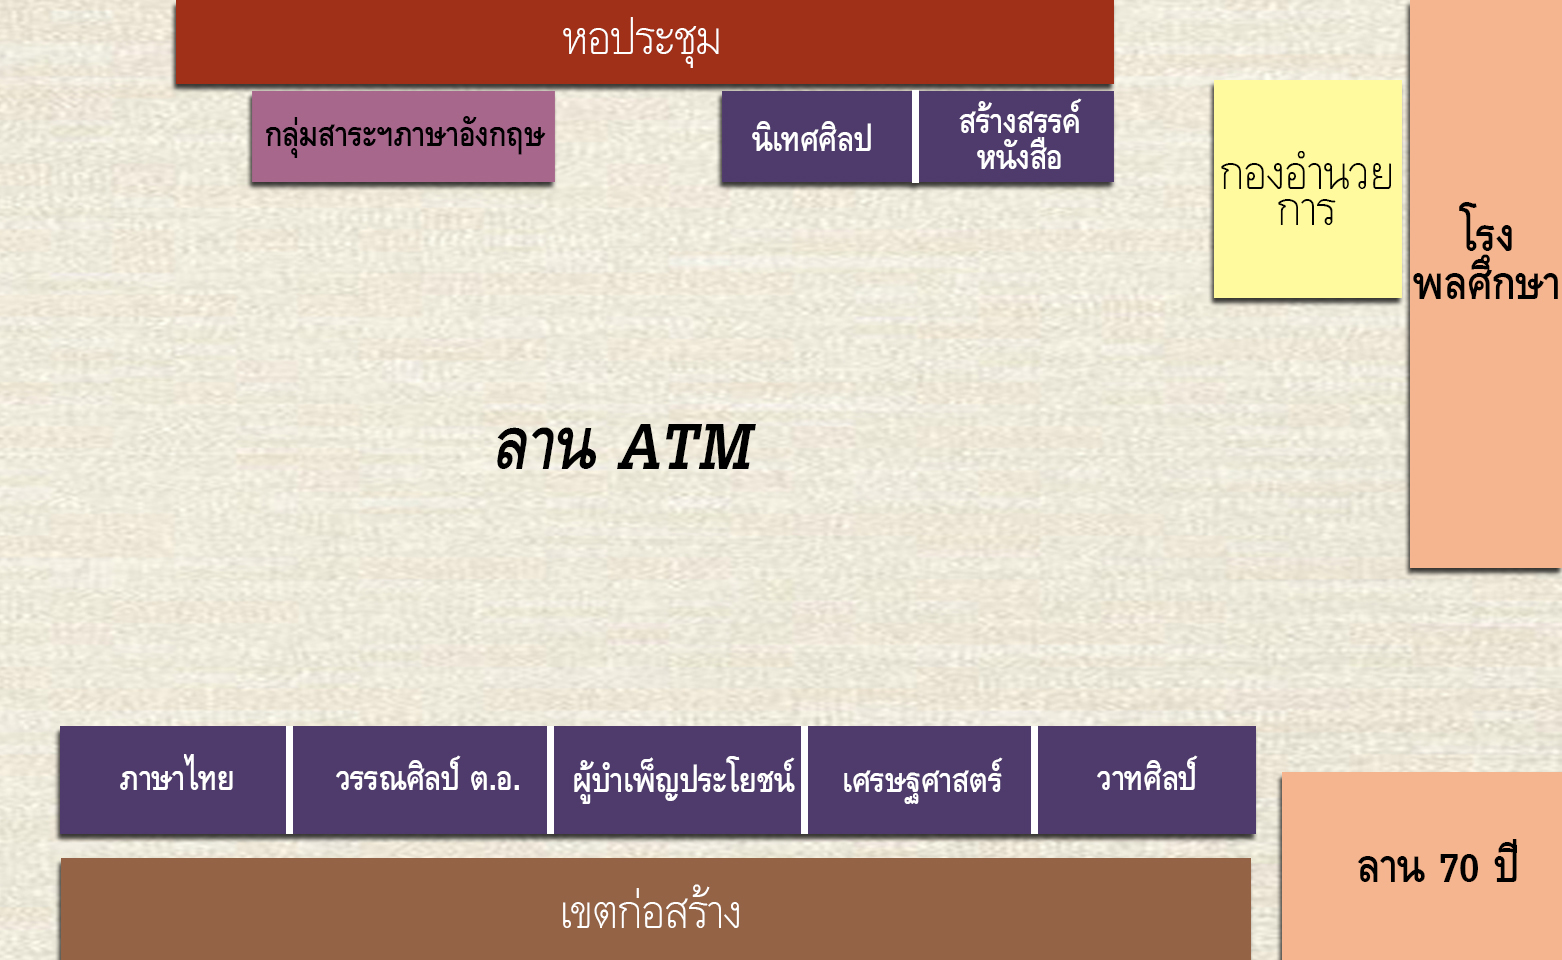 หอประชุม
กลุ่มสาระฯภาษาอังกฤษ
นิเทศศิลป
สร้างสรรค์
หนังสือ
กองอำนวย
การ
โรง
พลศึกษา
ลาน ATM
ภาษาไทย
วรรณศิลป์ ต.อ.
ผู้บำเพ็ญประโยชน์
เศรษฐศาสตร์
วาทศิลป์
ลาน 70 ปี
เขตก่อสร้าง